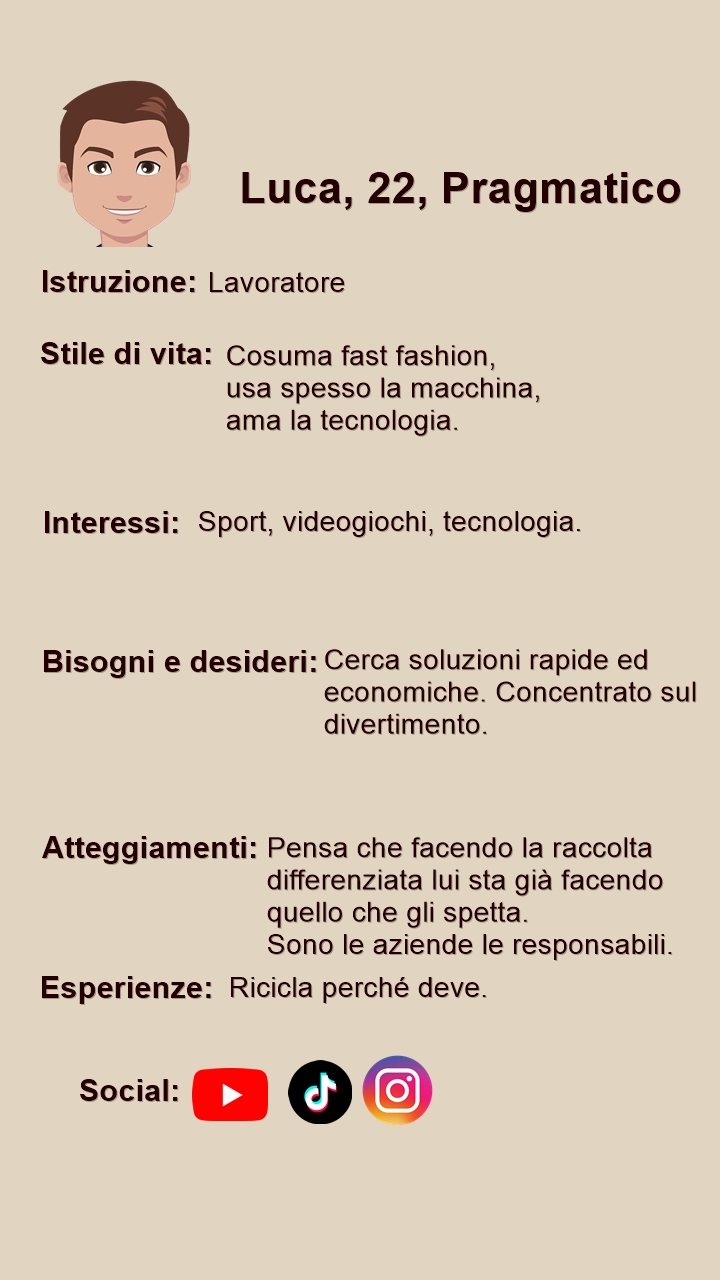 Luca, 22, Pragmatico
Istruzione: Lavoratore
Stile di vita: Cosuma fast fashion,
usa spesso la macchina,
ama la tecnologia.
Interessi: Sport, videogiochi, tecnologia.
Bisogni e desideri: Cerca soluzioni rapide ed
economiche. Concentrato sul
divertimento.
Atteggiamenti: Pensa che facendo la raccolta
differenziata lui sta già facendo
quello che gli spetta.
Sono le aziende le responsabili.
Esperienze: Ricicla perché deve.
Social: